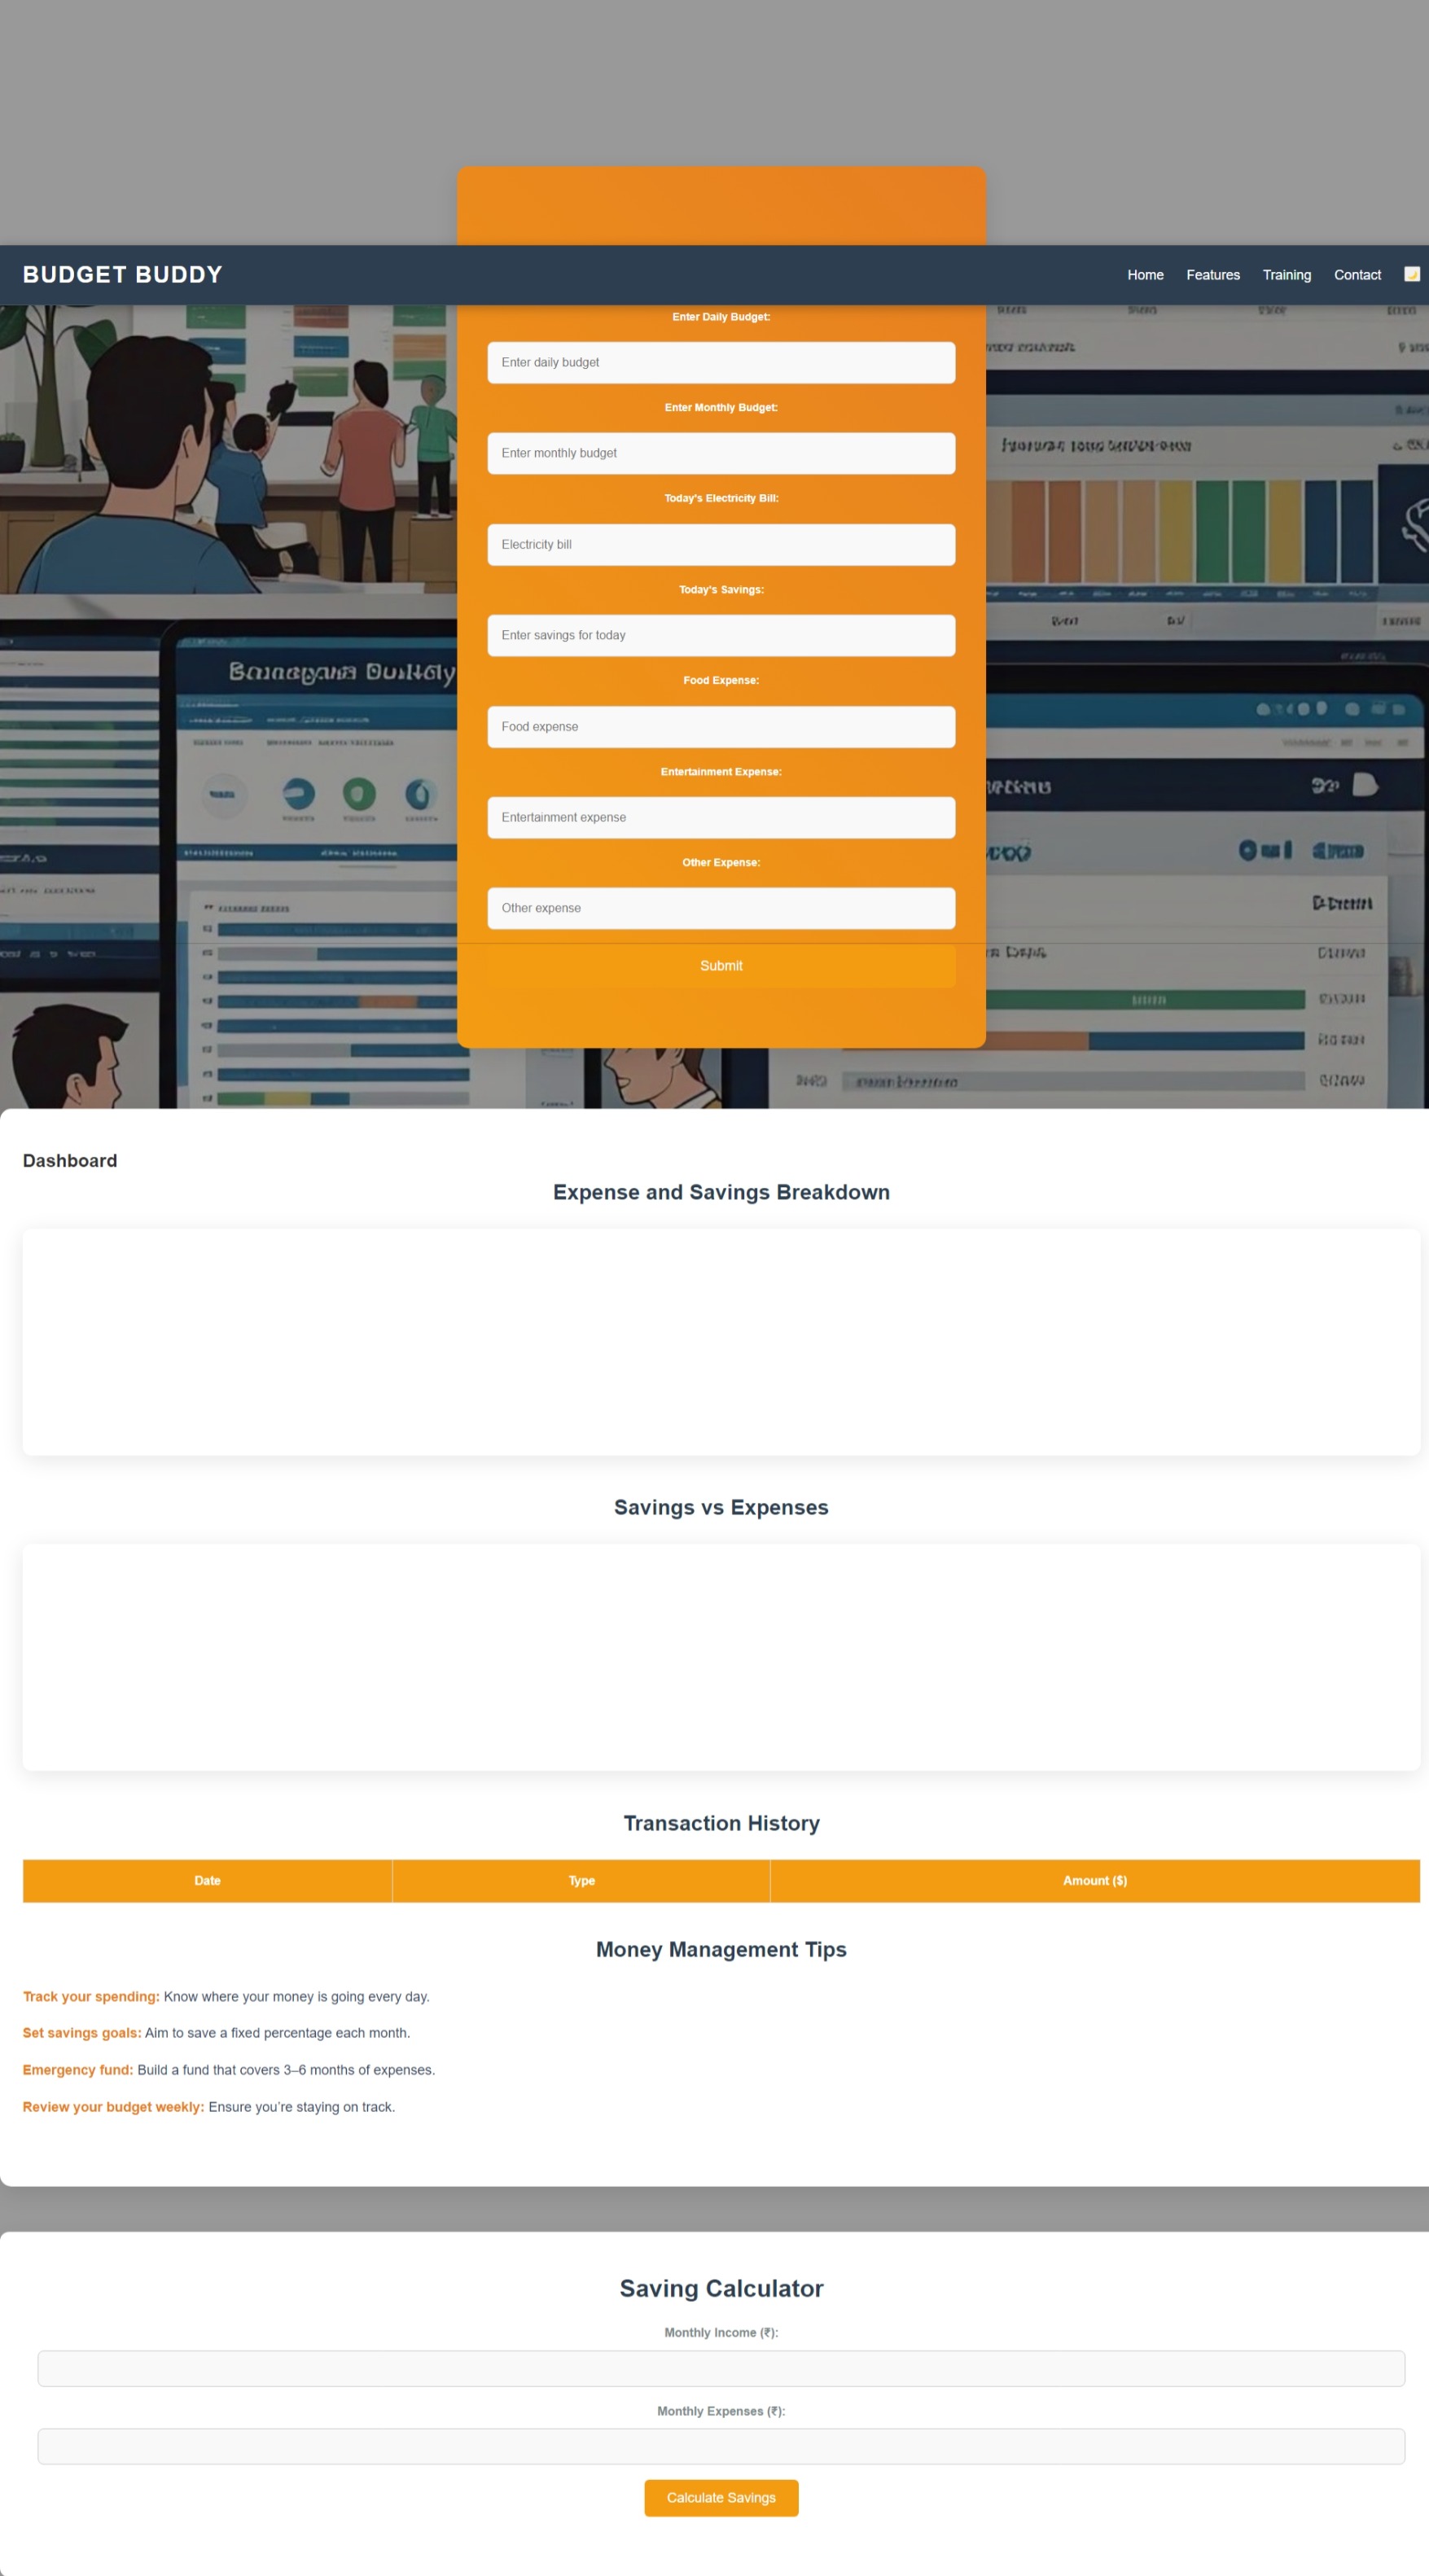 BUDGET BUDDY
Home Features Training Contact
Enter Daily Budget:
Enter daily budget
Enter Monthly Budget:
Enter monthly budget
Today's Electricity Bill:
Electricity bill
Today's Savings:
Enter savings for today
Food Expense:
Food expense
Entertainment Expense:
Entertainment expense
Other Expense:
Other expense
Submit
Dashboard
Expense and Savings Breakdown
Savings vs Expenses
Transaction History
Date Type Amount ($)
Money Management Tips
Track your spending: Know where your money is going every day.
Set savings goals: Aim to save a fixed percentage each month.
Emergency fund: Build a fund that covers 3–6 months of expenses.
Review your budget weekly: Ensure you’re staying on track.
Saving Calculator
Monthly Income (₹):
Monthly Expenses (₹):
Calculate Savings